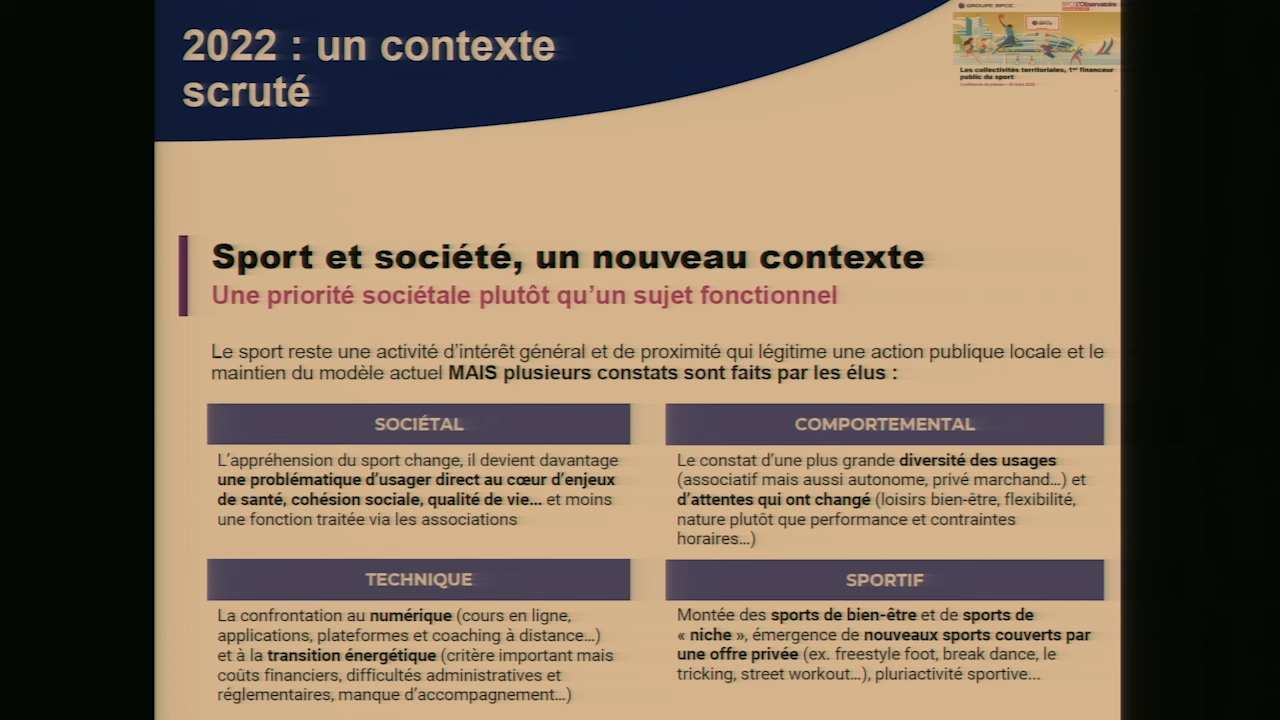 2022 : un contexte
scruté
GROUPE BPCE
L'Observatoire
Les collectivités territoriales, 1er financeur
public du sport
Sport et société, un nouveau contexte
Une priorité sociétale plutôt qu’un sujet fonctionnel
Le sport reste une activité d’intérêt général et de proximité qui légitime une action publique locale et le
maintien du modèle actuel MAIS plusieurs constats sont faits par les élus :
SOCIÉTAL
L’appréhension du sport change, il devient davantage
une problématique d’usager direct au cœur d’enjeux
de santé, cohésion sociale, qualité de vie... et moins
une fonction traitée via les associations
COMPORTEMENTAL
Le constat d’une plus grande diversité des usages
(associatif mais aussi autonome, privé marchand...) et
d’attentes qui ont changé (loisirs bien-être, flexibilité,
nature plutôt que performance et contraintes
horaires...)
TECHNIQUE
La confrontation au numérique (cours en ligne,
applications, plateformes et coaching à distance...)
et à la transition énergétique (critère important mais
coûts financiers, difficultés administratives et
réglementaires, manque d’accompagnement...)
SPORTIF
Montée des sports de bien-être et de sports de
« niche », émergence de nouveaux sports couverts par
une offre privée (ex. freestyle foot, break dance, le
tricking, street workout...), pluriactivité sportive...